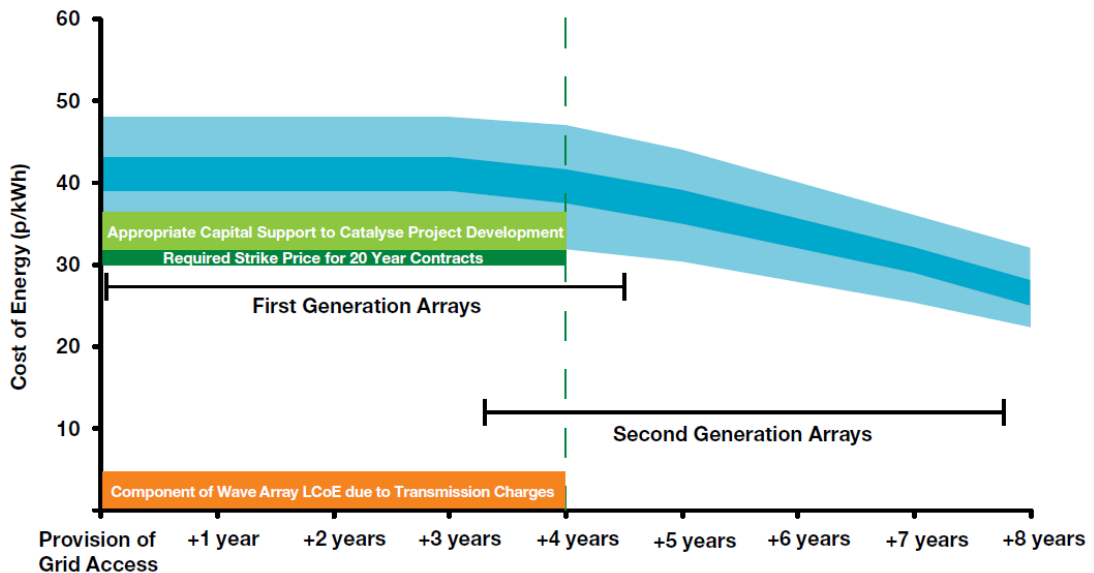 60
50
40
30
20
10
Cost of Energy (p/kWh)
Appropriate Capital Support to Catalyse Project Development
Required Strike Price for 20 Year Contracts
First Generation Arrays
Second Generation Arrays
Component of Wave Array LCoE due to Transmission Charges
Provision of
Grid Access
+1 year
+2 years
+3 years
+4 years
+5 years
+6 years
+7 years
+8 years